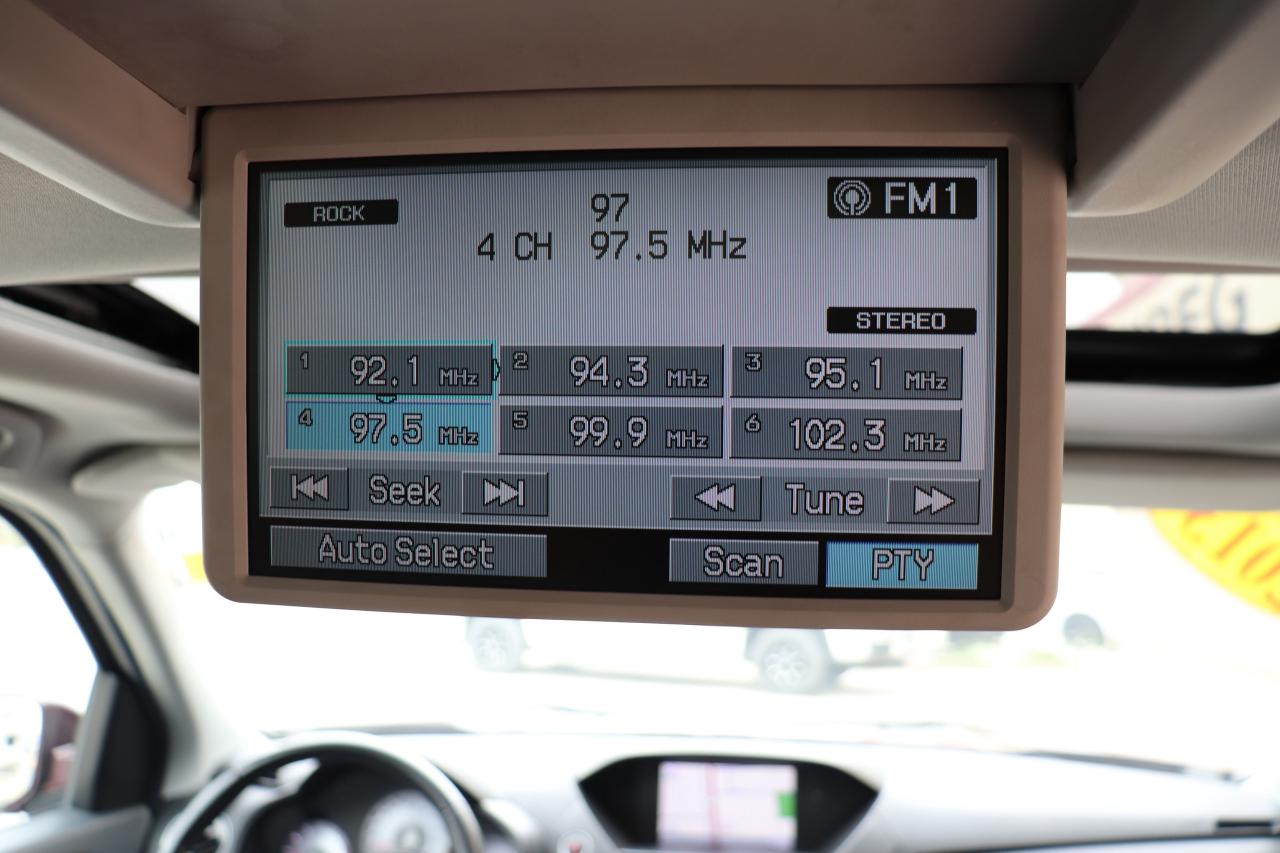 ROCK
97
FM1
4 CH 97.5 MHz
STEREO
1 92.1 MHz
2 94.3 MHz
3 95.1 MHz
4 97.5 MHz
5 99.9 MHz
6 102.3 MHz
Seek
Tune
Auto Select
Scan
PTY